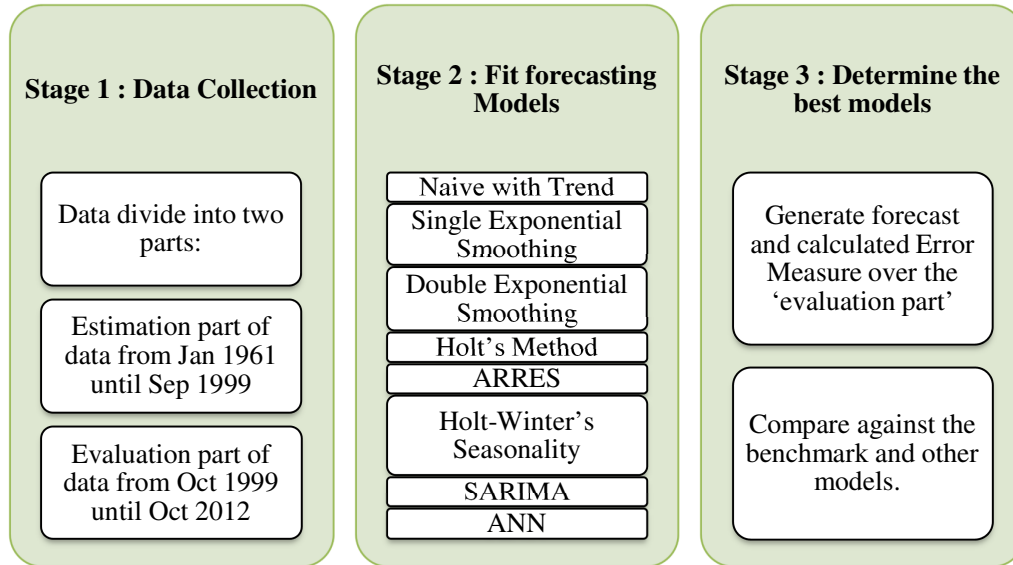 Stage 1 : Data Collection
Data divide into two
parts:
Estimation part of
data from Jan 1961
until Sep 1999
Evaluation part of
data from Oct 1999
until Oct 2012
Stage 2 : Fit forecasting
Models
Naive with Trend
Single Exponential
Smoothing
Double Exponential
Smoothing
Holt's Method
ARRES
Holt-Winter's
Seasonality
SARIMA
ANN
Stage 3 : Determine the
best models
Generate forecast
and calculated Error
Measure over the
‘evaluation part’
Compare against the
benchmark and other
models.